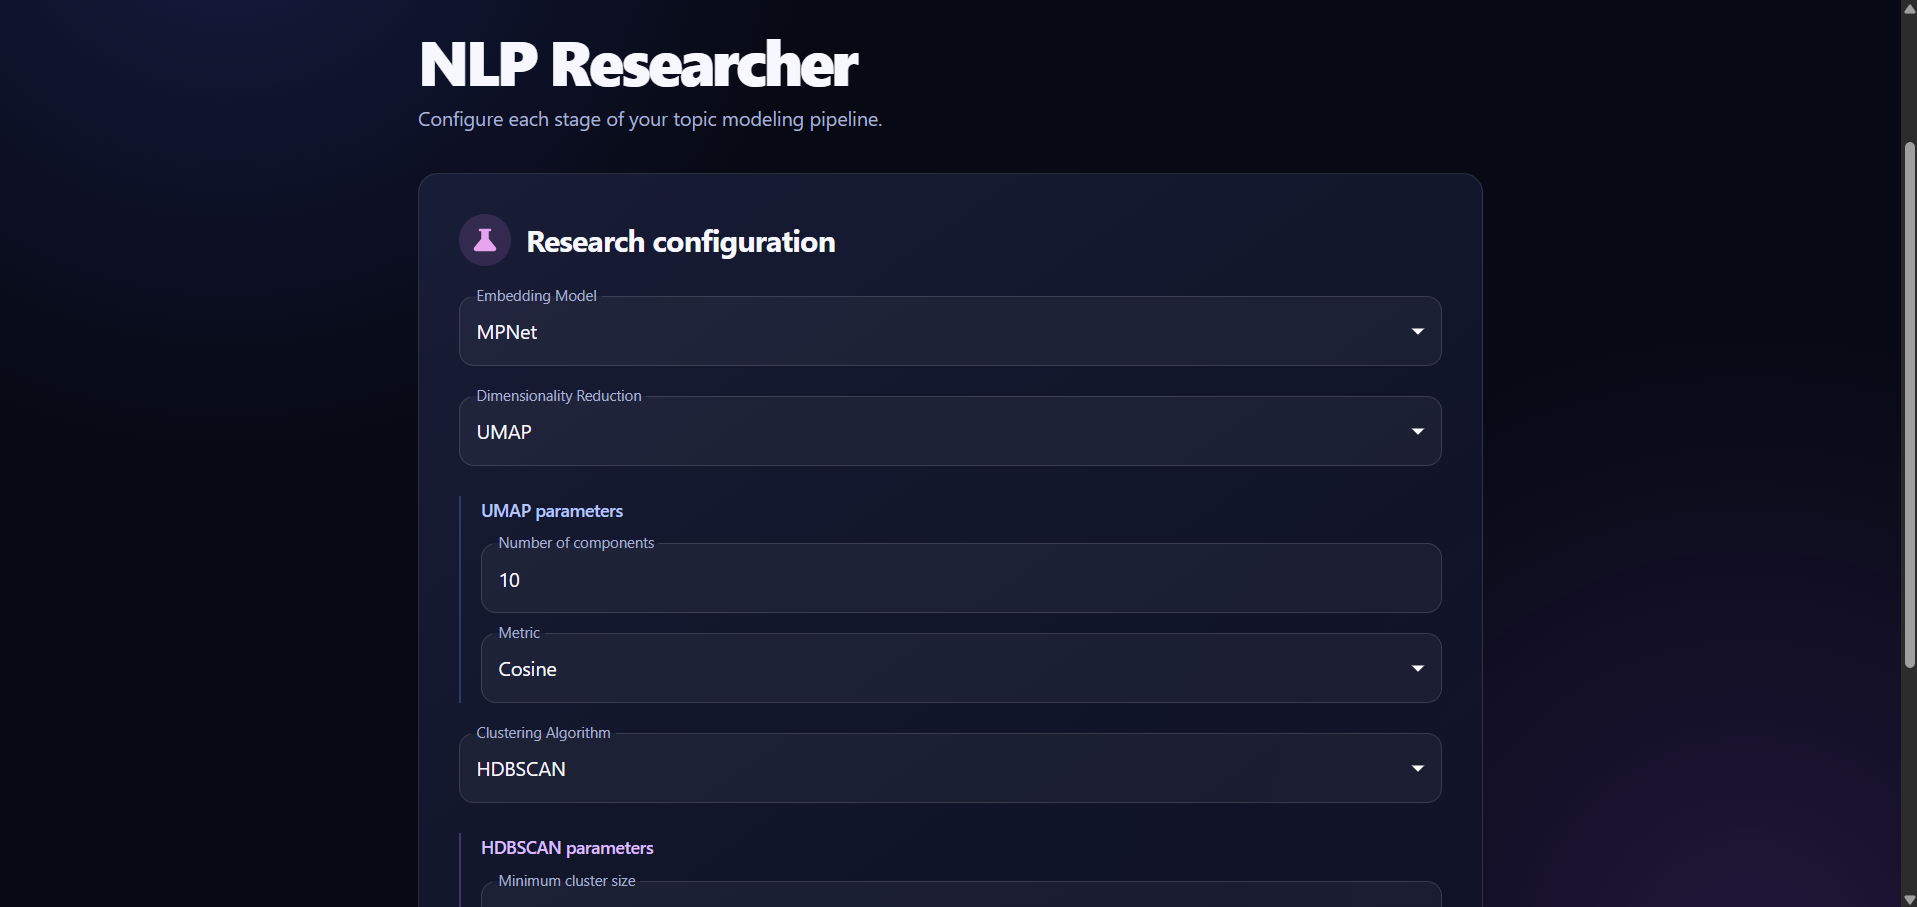 NLP Researcher
Configure each stage of your topic modeling pipeline.
Research configuration
Embedding Model
MPNet
Dimensionality Reduction
UMAP
UMAP parameters
Number of components
10
Metric
Cosine
Clustering Algorithm
HDBSCAN
HDBSCAN parameters
Minimum cluster size